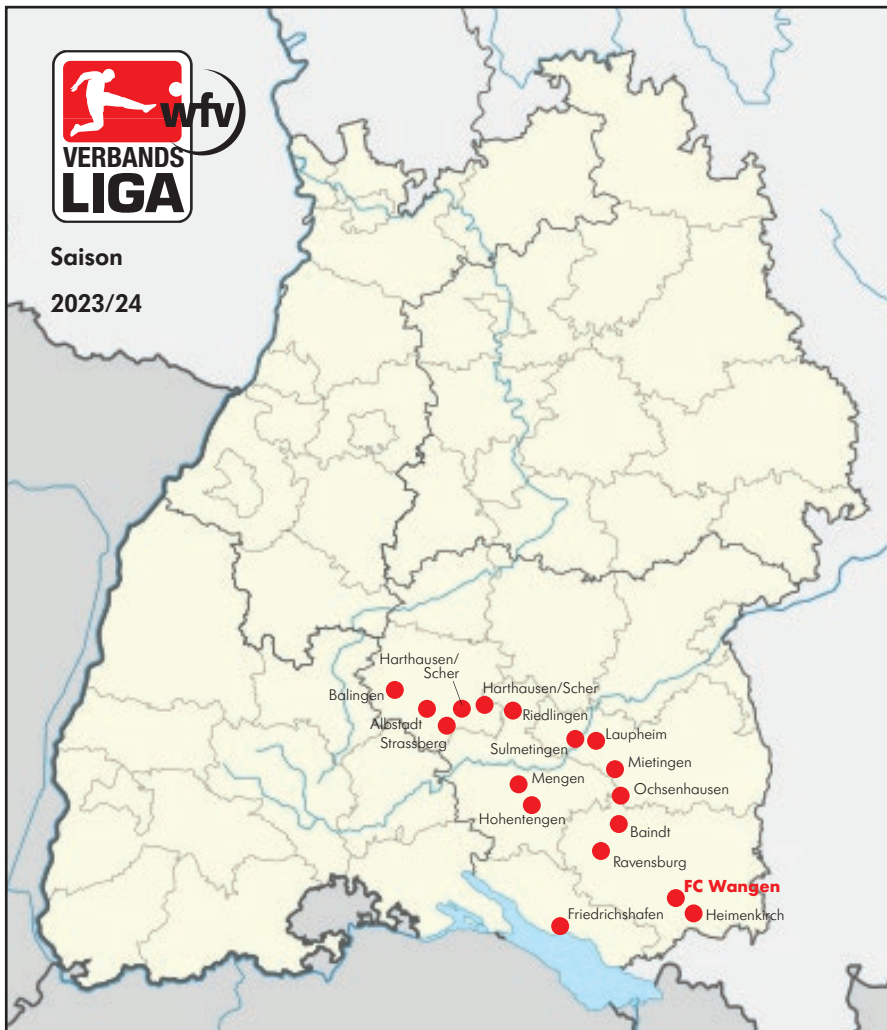 wfv
VERBANDS
LIGA
Saison
2023/24
Harthausen/
Scher
Harthausen/Scher
Balingen
Riedlingen
Albstadt
Strassberg
Laupheim
Sulmetingen
Mietingen
Mengen
Ochsenhausen
Hohentengen
Baindt
Ravensburg
FC Wangen
Friedrichshafen
Heimenkirch